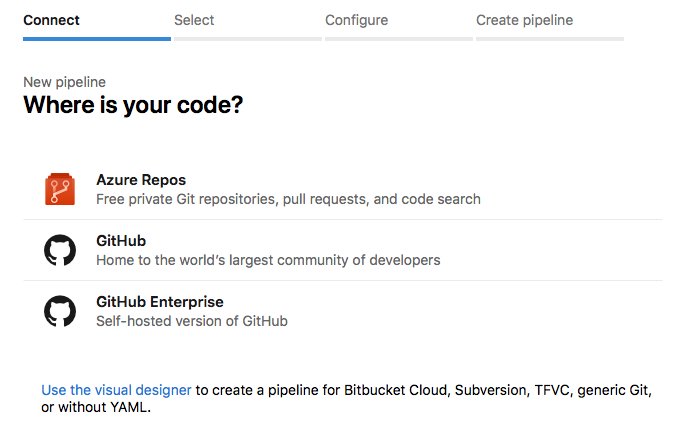 Connect Select Configure Create pipeline
New pipeline
Where is your code?
Azure Repos
Free private Git repositories, pull requests, and code search
GitHub
Home to the world’s largest community of developers
GitHub Enterprise
Self-hosted version of GitHub
Use the visual designer to create a pipeline for Bitbucket Cloud, Subversion, TFVC, generic Git,
or without YAML.